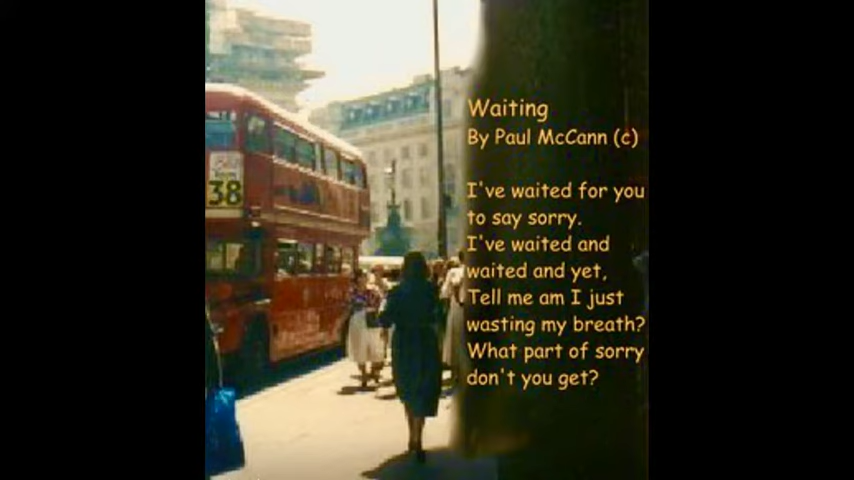 38
Waiting
By Paul McCann (c)
I've waited for you
to say sorry.
I've waited and
waited and yet,
Tell me am I just
wasting my breath?
What part of sorry
don't you get?